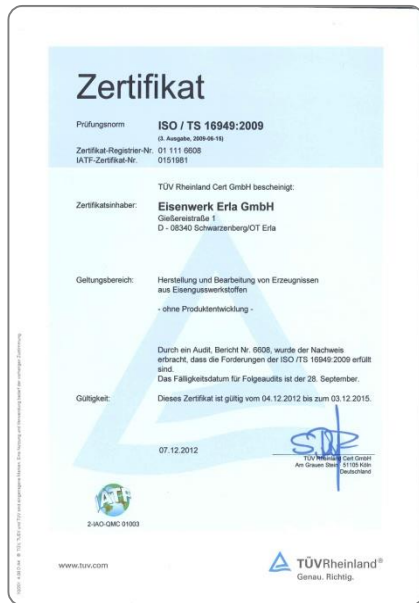 Zertifikat
Prüfungsnorm ISO / TS 16949:2009
(3. Ausgabe, 2009-06-15)
Zertifikat-Registrier-Nr. 01 111 6608
IATF-Zertifikat-Nr. 0151981
TÜV Rheinland Cert GmbH bescheinigt:
Zertifikatsinhaber: Eisenwerk Erla GmbH
Gießereistraße 1
D - 08340 Schwarzenberg/OT Erla
Geltungsbereich: Herstellung und Bearbeitung von Erzeugnissen
aus Eisengusswerkstoffen
- ohne Produktentwicklung -
Durch ein Audit, Bericht Nr. 6608, wurde der Nachweis
erbracht, dass die Forderungen der ISO /TS 16949:2009 erfüllt
sind.
Das Fälligkeitsdatum für Folgeaudits ist der 28. September.
Gültigkeit: Dieses Zertifikat ist gültig vom 04.12.2012 bis zum 03.12.2015.
07.12.2012
TÜV Rheinland Cert GmbH
Am Grauen Stein 51105 Köln
Deutschland
IATF
2-IAO-QMC 01003
www.tuv.com
TÜVRheinland®
Genau. Richtig.